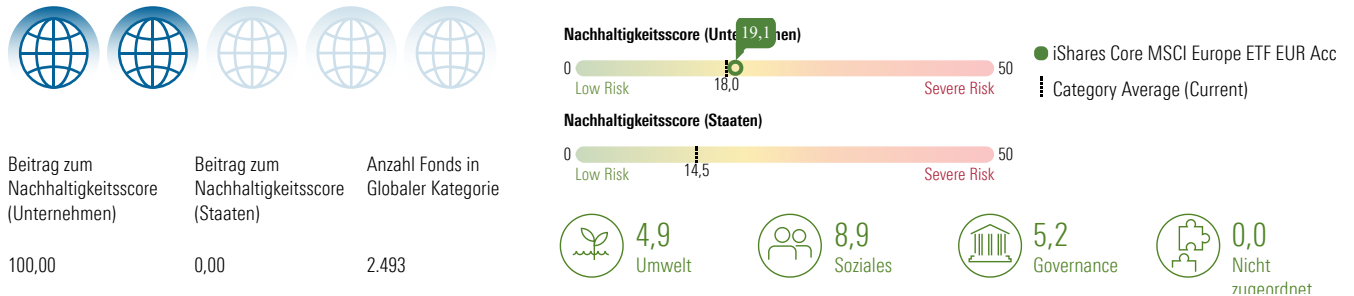 Beitrag zum
Nachhaltigkeitsscore
(Unternehmen)
100,00
Beitrag zum
Nachhaltigkeitsscore
(Staaten)
0,00
Anzahl Fonds in
Globaler Kategorie
2.493
Nachhaltigkeitsscore (Unte hmen)
19,1
0
50
Low Risk
18,0
Severe Risk
Nachhaltigkeitsscore (Staaten)
0
50
Low Risk
14,5
Severe Risk
iShares Core MSCI Europe ETF EUR Acc
Category Average (Current)
4,9
Umwelt
8,9
Soziales
5,2
Governance
0,0
Nicht
zugeordnet